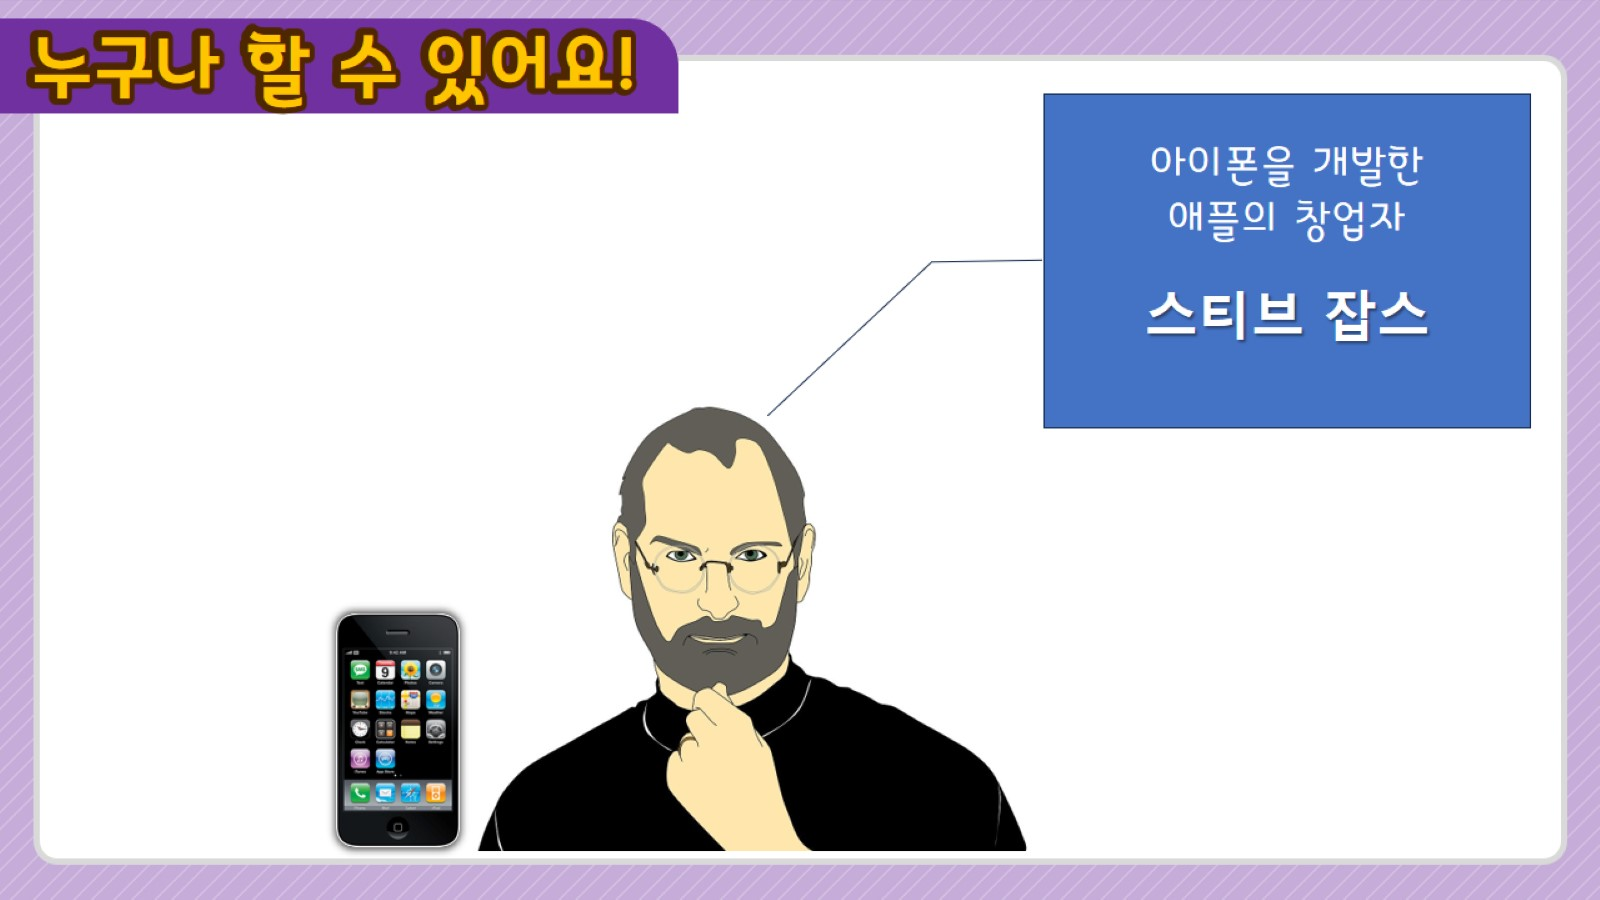 누구나 할 수 있어요!
아이폰을 개발한
애플의 창업자
스티브 잡스
9